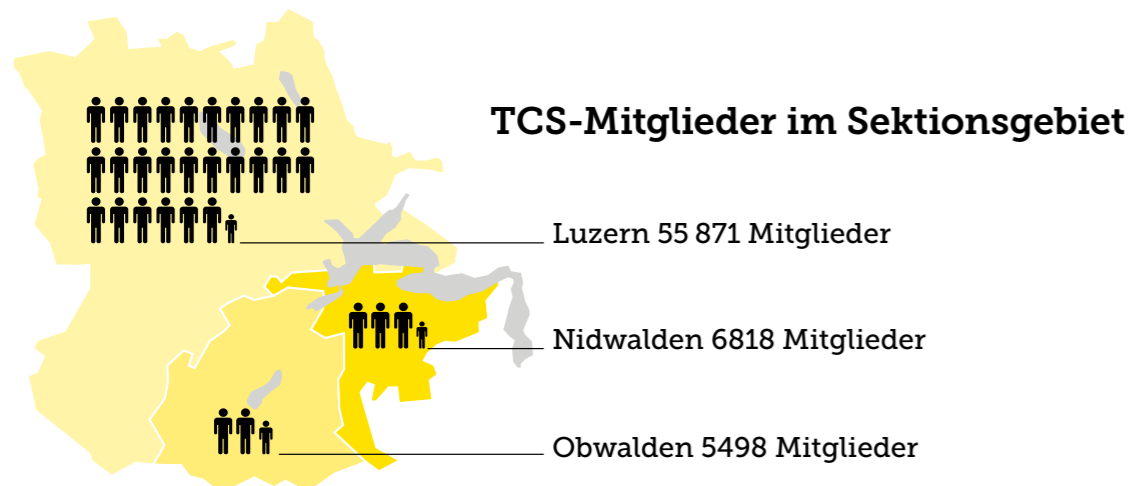 TCS-Mitglieder im Sektionsgebiet
Luzern 55 871 Mitglieder
Nidwalden 6818 Mitglieder
Obwalden 5498 Mitglieder